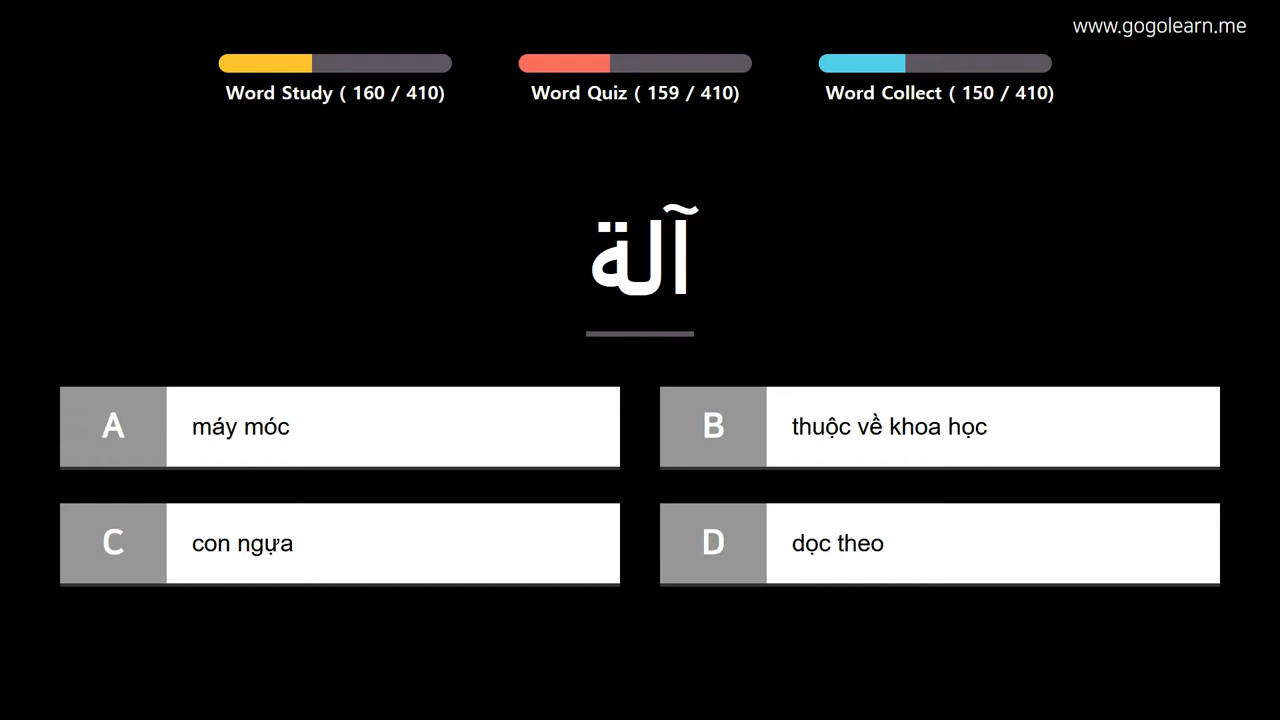 www.gogolearn.me
Word Study ( 160 / 410)
Word Quiz ( 159 / 410)
Word Collect ( 150 / 410)
آلة
A máy móc
B thuộc về khoa học
C con ngựa
D dọc theo